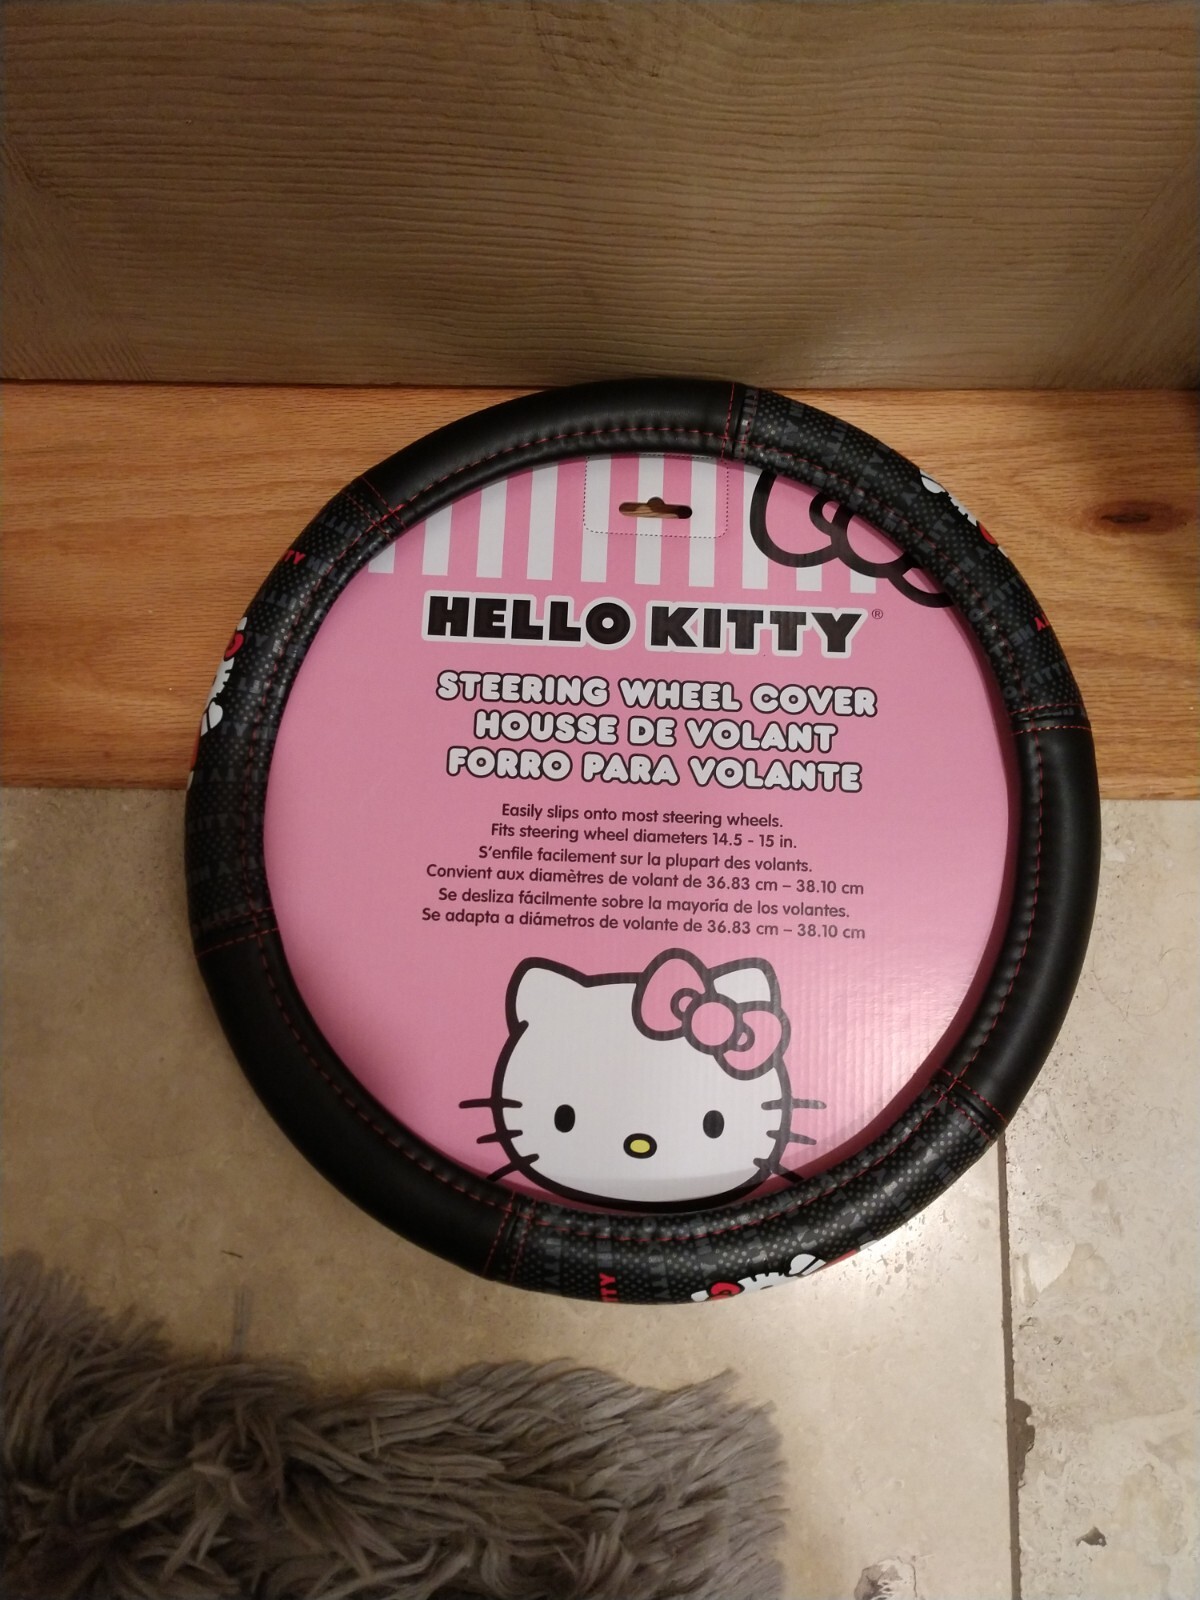 HELLO KITTY®
STEERING WHEEL COVER
HOUSSE DE VOLANT
FORRO PARA VOLANTE
Easily slips onto most steering wheels.
Fits steering wheel diameters 14.5 - 15 in.
S'enfile facilement sur la plupart des volants.
Convient aux diamètres de volant de 36.83 cm – 38.10 cm
Se desliza fácilmente sobre la mayoría de los volantes.
Se adapta a diámetros de volante de 36.83 cm – 38.10 cm